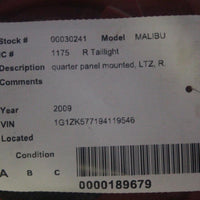 Stock # 00030241 Model MALIBU
IC # 1175 R Taillight
Description quarter panel mounted, LTZ, R.
Comments
Year 2009
VIN 1G1ZK577194119546
Located
Condition
A B C
0000189679